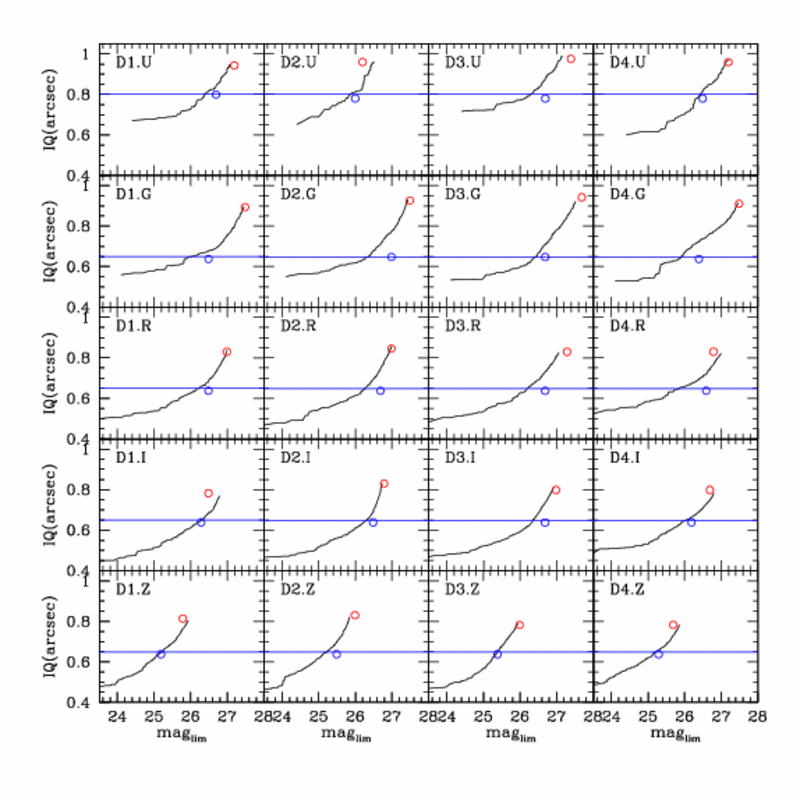 1 D1.U D2.U D3.U D4.U
0.8
0.6
0.4
IQ(arcsec)
1 D1.G D2.G D3.G D4.G
0.8
0.6
0.4
IQ(arcsec)
1 D1.R D2.R D3.R D4.R
0.8
0.6
0.4
IQ(arcsec)
1 D1.I D2.I D3.I D4.I
0.8
0.6
0.4
IQ(arcsec)
1 D1.Z D2.Z D3.Z D4.Z
0.8
0.6
0.4
IQ(arcsec)
24 25 26 27 2824 25 26 27 2824 25 26 27 2824 25 26 27 28
mag_lim mag_lim mag_lim mag_lim